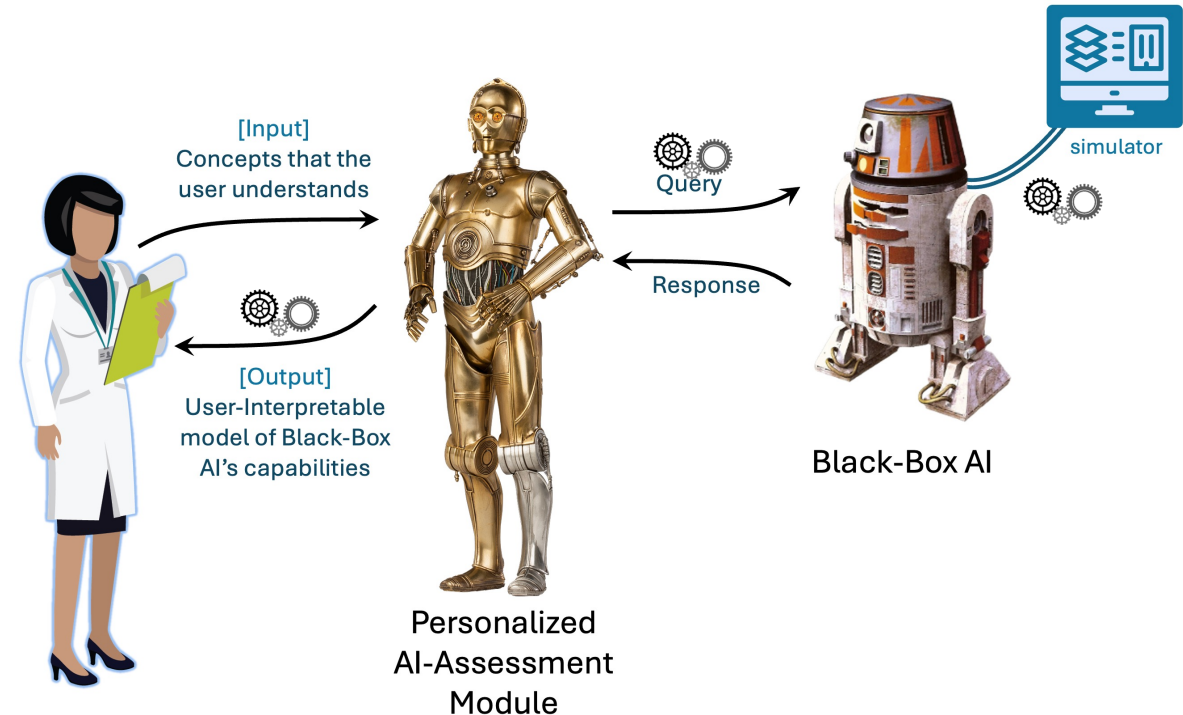 [Input]
Concepts that the
user understands
Query
Response
simulator
[Output]
User-Interpretable
model of Black-Box
AI's capabilities
Black-Box AI
Personalized
AI-Assessment
Module